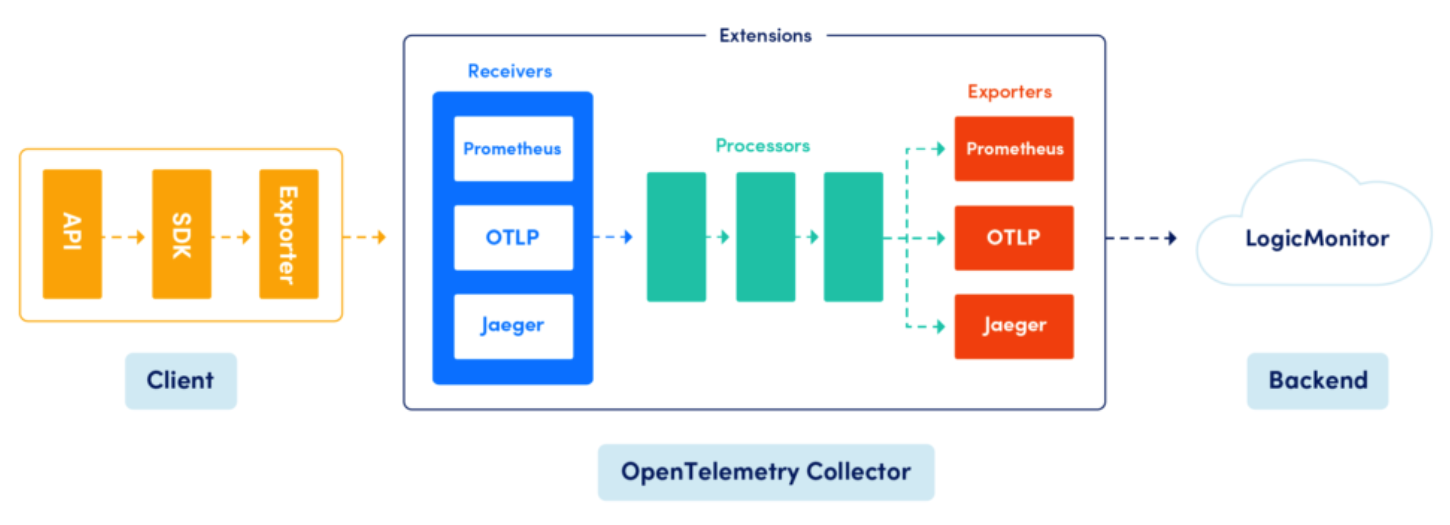 Extensions
Receivers
Prometheus
OTLP
Jaeger
Processors
Exporters
Prometheus
OTLP
Jaeger
API
SDK
Exporter
LogicMonitor
Client
Backend
OpenTelemetry Collector